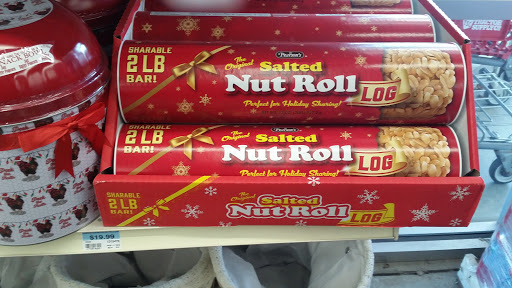 SHARABLE
2 LB
BAR!
Pearson's
The Original
Salted
Nut Roll
LOG
Perfect for Holiday Sharing!
SHARABLE
2 LB
BAR!
Pearson's
The Original
Salted
Nut Roll
LOG
Perfect for Holiday Sharing!
SHARABLE
2 LB
BAR!
The Original
Salted
Nut Roll
LOG
$19.99